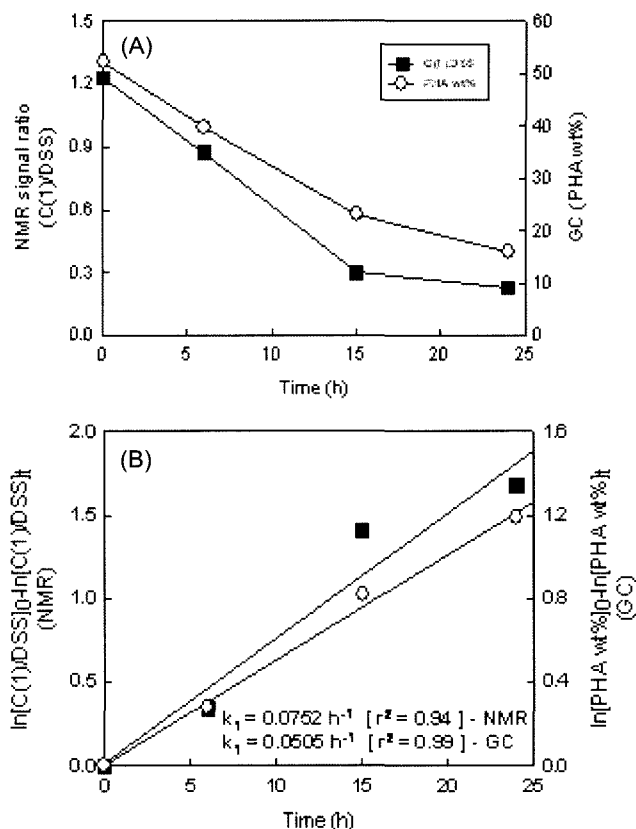 (A)
1.5
1.2
0.9
0.6
0.3
0.0
NMR signal ratio
(C(1)/DSS)
60
50
40
30
20
10
0
GC (PHA wt%)
PHA wt%
0 5 10 15 20 25
Time (h)
(B)
2.0
1.5
1.0
0.5
0.0
ln[C(1)/DSS]0-ln[C(1)/DSS]t
(NMR)
1.6
1.2
0.8
0.4
0.0
ln[PHA wt%]0-ln[PHA wt%]t
(GC)
k1 = 0.0752 h-1 [ r² = 0.94 ] - NMR
k1 = 0.0505 h-1 [ r² = 0.99 ] - GC
0 5 10 15 20 25
Time (h)